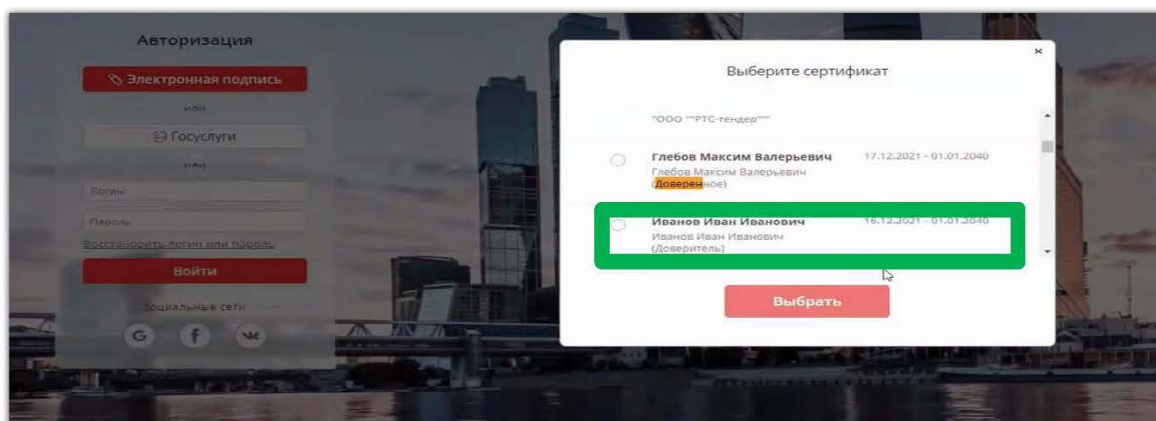 Авторизация
Электронная подпись
или
Госуслуги
или
Логин
Пароль
Восстановить логин или пароль
Войти
социальные сети
G f
Выберите сертификат
×
"ООО ""РТС-тендер"""
Глебов Максим Валерьевич 17.12.2021 - 01.01.2040
Глебов Максим Валерьевич
(Доверенное)
Иванов Иван Иванович 16.12.2021 - 01.01.2040
Иванов Иван Иванович
(Доверитель)
Выбрать